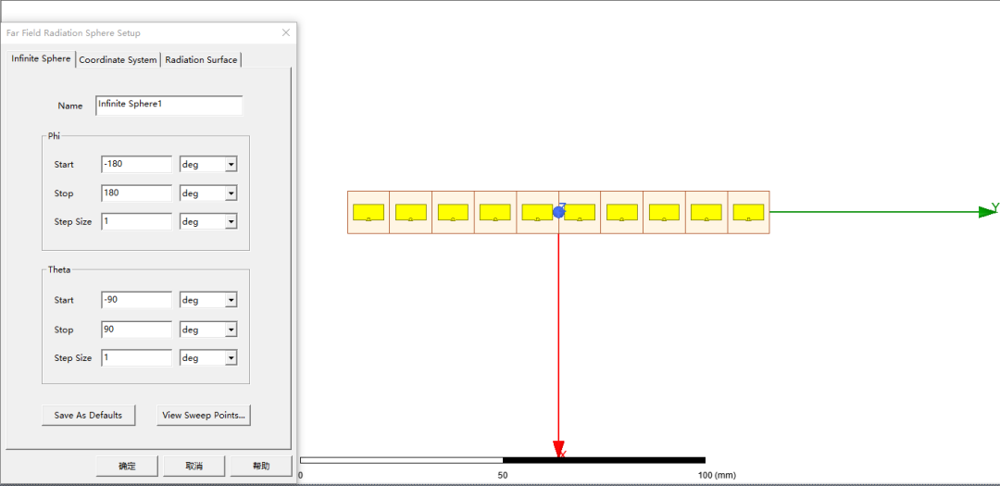 Far Field Radiation Sphere Setup
Infinite Sphere Coordinate System Radiation Surface
Name Infinite Sphere1
Phi
Start -180 deg
Stop 180 deg
Step Size 1 deg
Theta
Start -90 deg
Stop 90 deg
Step Size 1 deg
Save As Defaults View Sweep Points...
确定 取消 帮助
Z
Y
X
0 50 100 (mm)